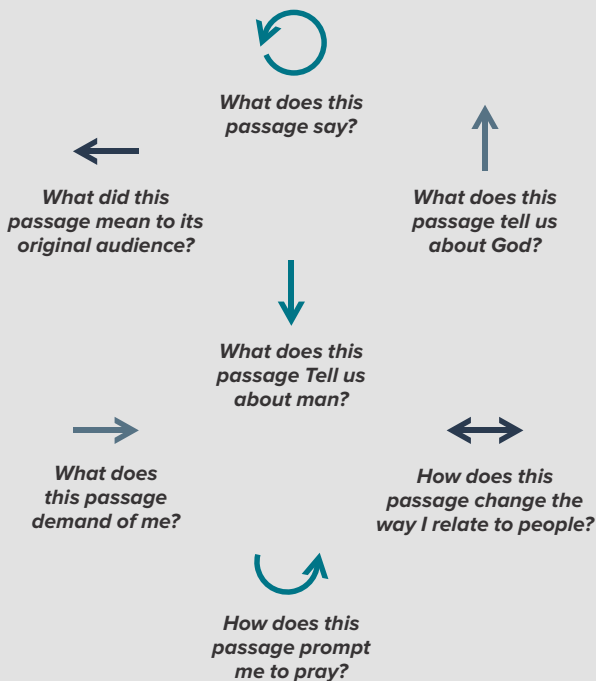 What does this
passage say?
What did this
passage mean to its
original audience?
What does this
passage tell us
about God?
What does this
passage Tell us
about man?
What does
this passage
demand of me?
How does this
passage change the
way I relate to people?
How does this
passage prompt
me to pray?